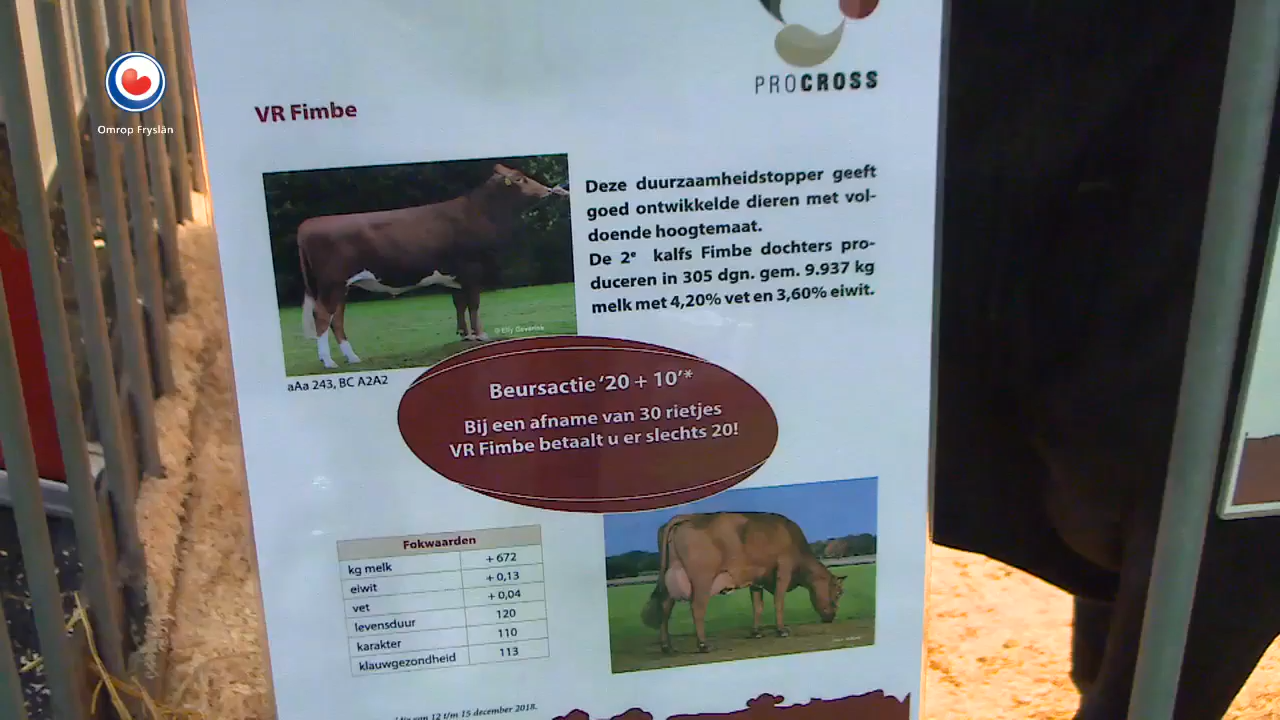 Omrop Fryslân
PROCROSS
VR Fimbe
Deze duurzaamheidstopper geeft
goed ontwikkelde dieren met vol-
doende hoogtemaat.
De 2e kalfs Fimbe dochters pro-
duceren in 305 dgn. gem. 9.937 kg
melk met 4,20% vet en 3,60% eiwit.
aAa 243, BC A2A2
Beursactie '20 + 10'*
Bij een afname van 30 rietjes
VR Fimbe betaalt u er slechts 20!
Fokwaarden
kg melk + 672
eiwit + 0,13
vet + 0,04
levensduur 120
karakter 110
klauwgezondheid 113
van 12 t/m 15 december 2018.